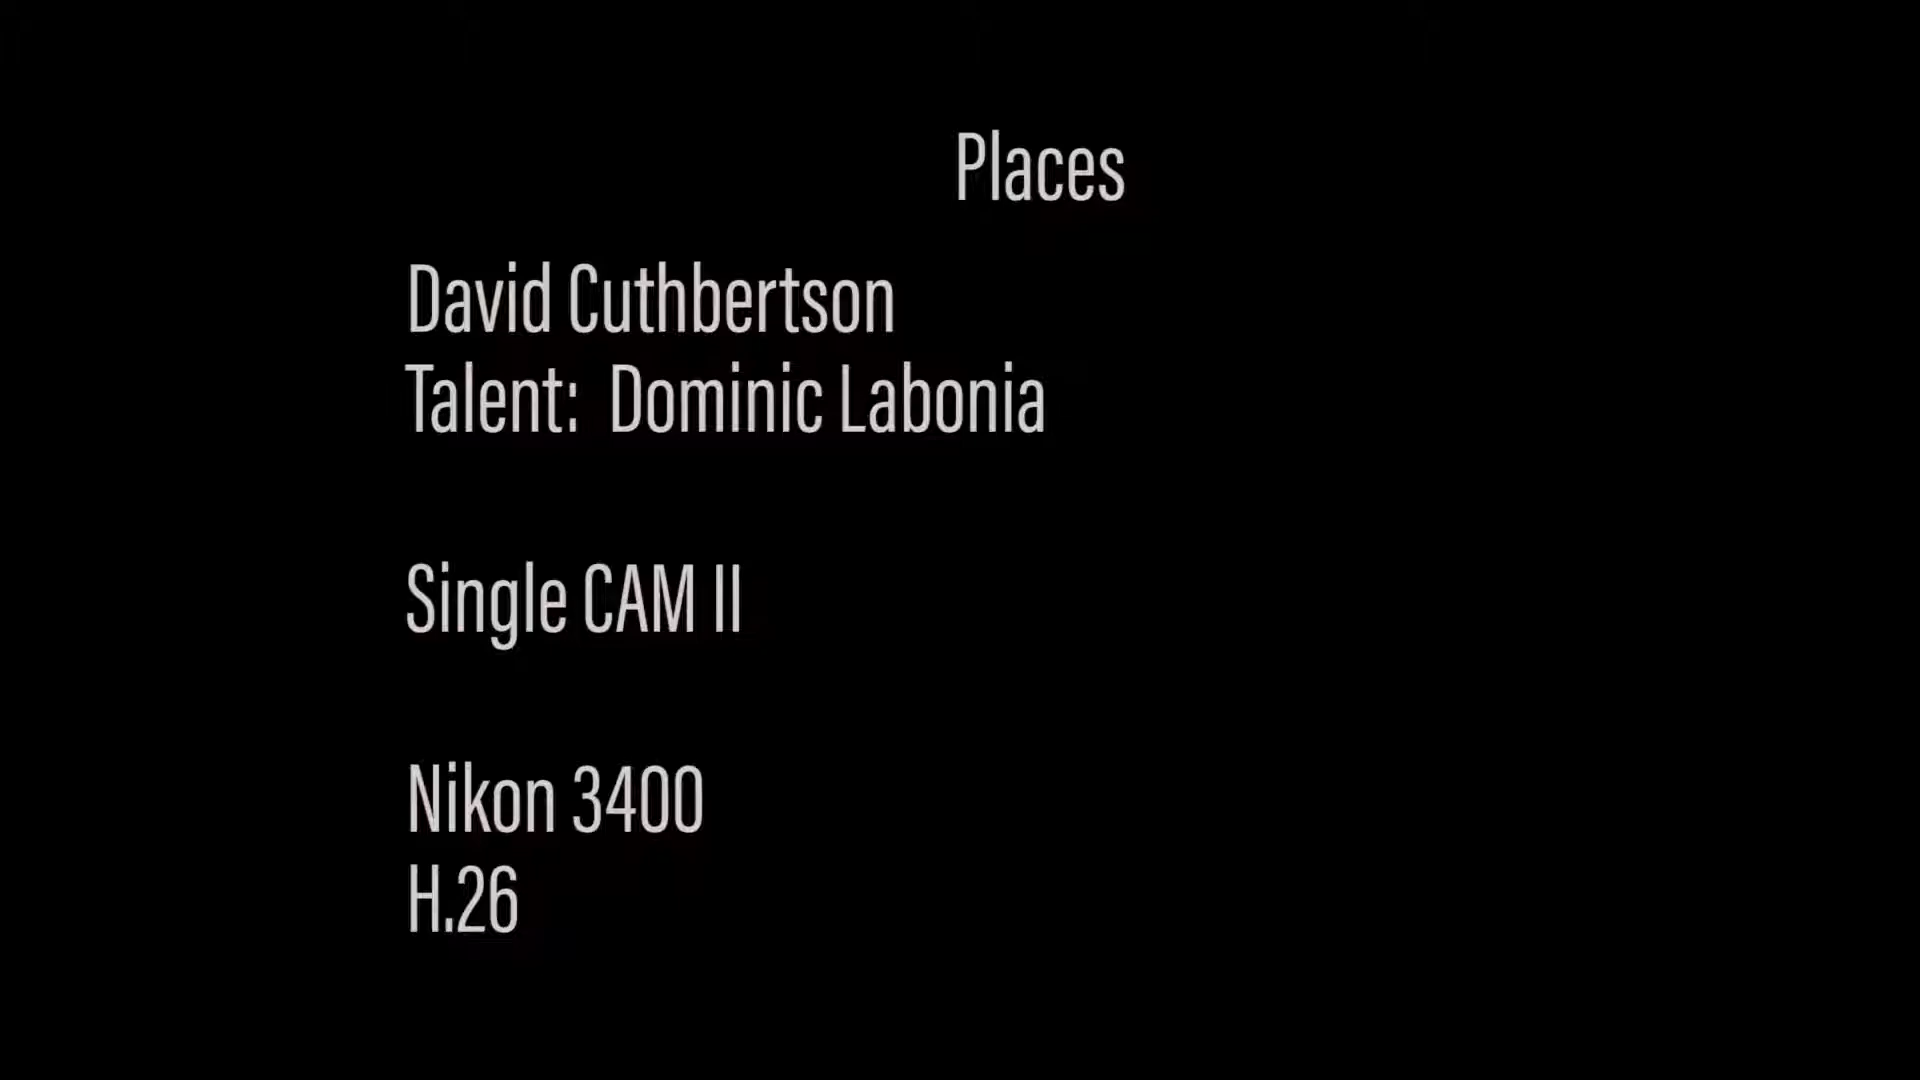 Places
David Cuthbertson
Talent:  Dominic Labonia
Single CAM II
Nikon 3400
H.26